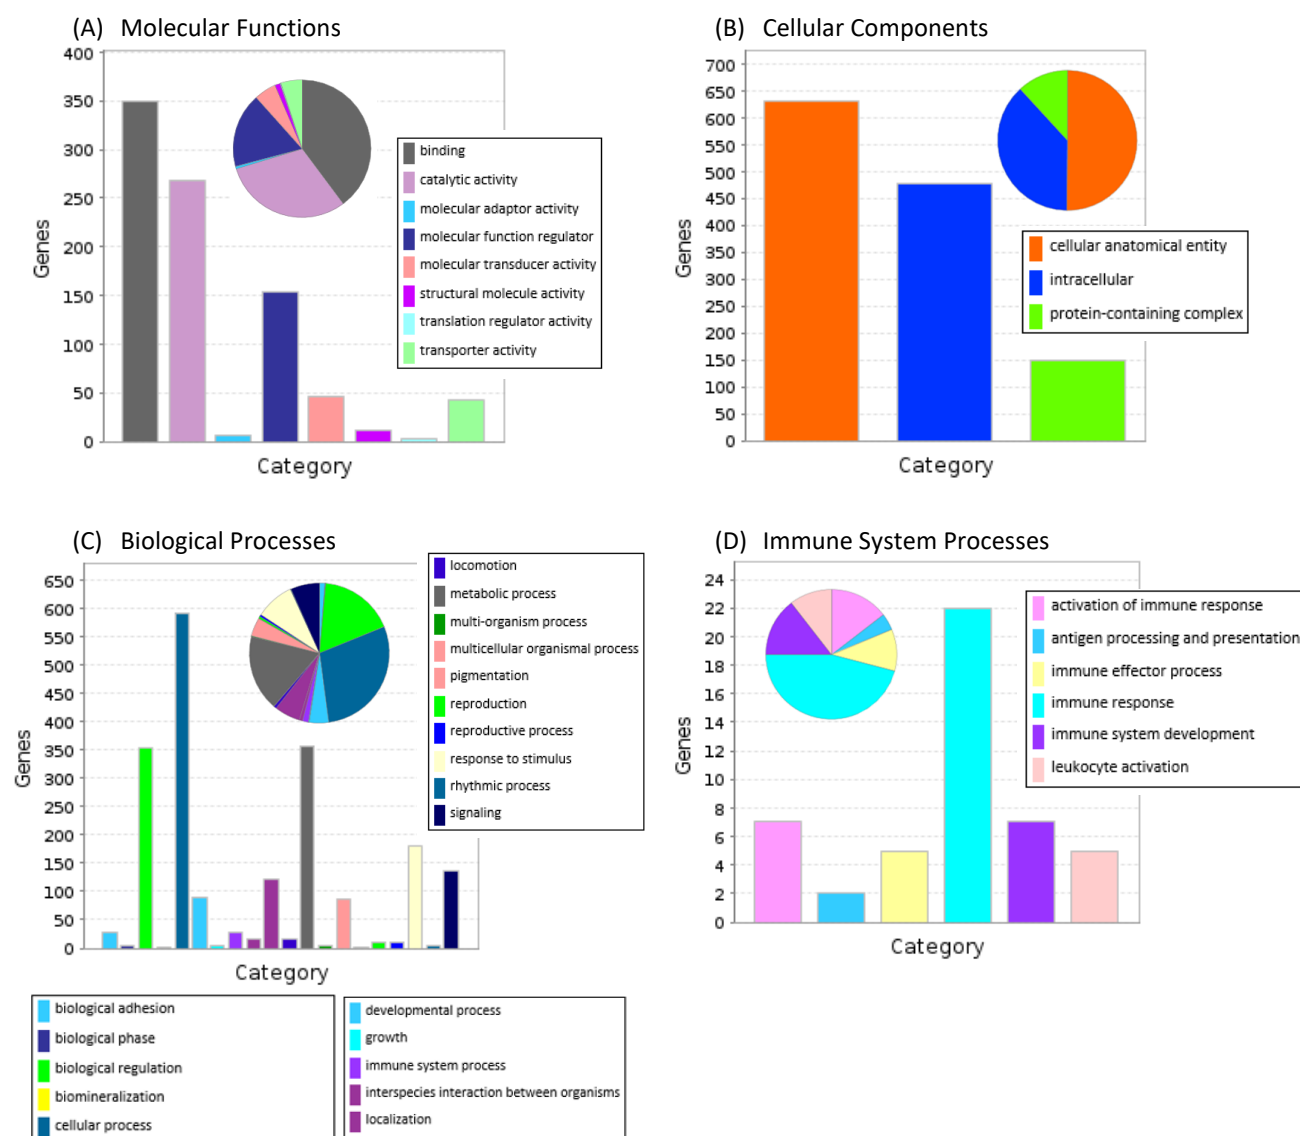 (A) Molecular Functions
400
350
300
250
200
150
100
50
0
Genes
Category
binding
catalytic activity
molecular adaptor activity
molecular function regulator
molecular transducer activity
structural molecule activity
translation regulator activity
transporter activity
(B) Cellular Components
700
650
600
550
500
450
400
350
300
250
200
150
100
50
0
Genes
Category
cellular anatomical entity
intracellular
protein-containing complex
(C) Biological Processes
650
600
550
500
450
400
350
300
250
200
150
100
50
0
Genes
Category
locomotion
metabolic process
multi-organism process
multicellular organismal process
pigmentation
reproduction
reproductive process
response to stimulus
rhythmic process
signaling
biological adhesion
biological phase
biological regulation
biomineralization
cellular process
developmental process
growth
immune system process
interspecies interaction between organisms
localization
(D) Immune System Processes
24
22
20
18
16
14
12
10
8
6
4
2
0
Genes
Category
activation of immune response
antigen processing and presentation
immune effector process
immune response
immune system development
leukocyte activation